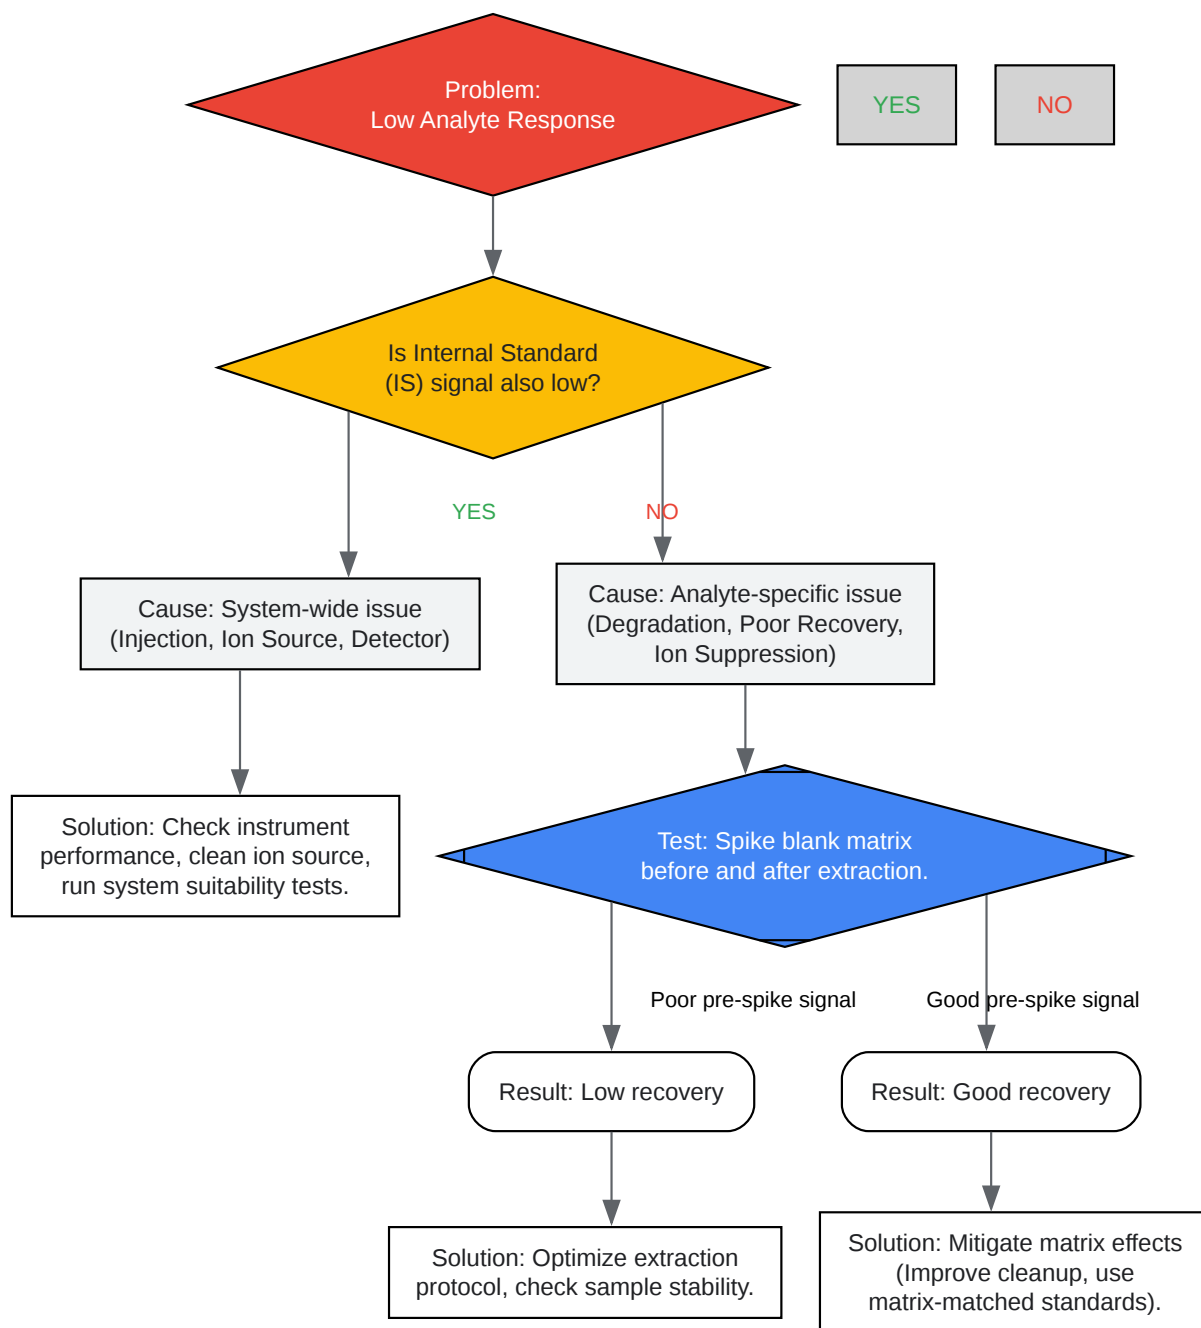 Problem:
Low Analyte Response
YES
NO
Is Internal Standard
(IS) signal also low?
YES
NO
Cause: System-wide issue
(Injection, Ion Source, Detector)
Cause: Analyte-specific issue
(Degradation, Poor Recovery,
Ion Suppression)
Solution: Check instrument
performance, clean ion source,
run system suitability tests.
Test: Spike blank matrix
before and after extraction.
Poor pre-spike signal
Good pre-spike signal
Result: Low recovery
Result: Good recovery
Solution: Optimize extraction
protocol, check sample stability.
Solution: Mitigate matrix effects
(Improve cleanup, use
matrix-matched standards).